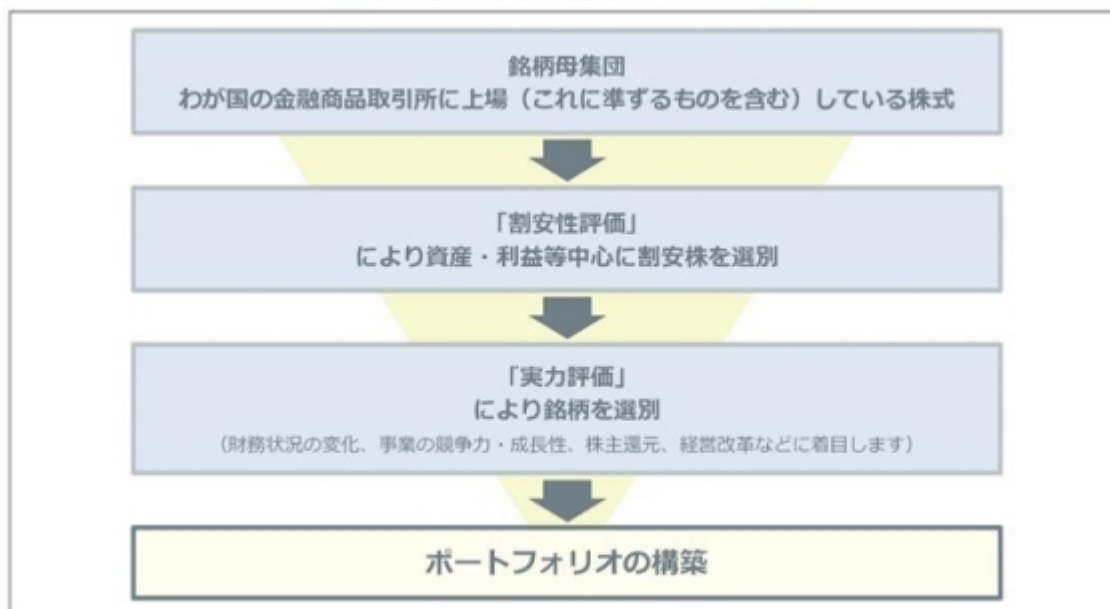 銘柄母集団
わが国の金融商品取引所に上場（これに準ずるものを含む）している株式
「割安性評価」
により資産・利益等中心に割安株を選別
「実力評価」
により銘柄を選別
（財務状況の変化、事業の競争力・成長性、株主還元、経営改革などに着目します）
ポートフォリオの構築